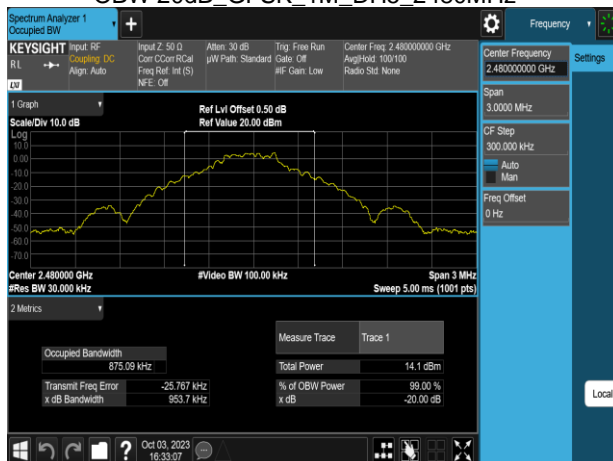 OBW 20dB_GFSK_1M_DH5_2480MHz
Spectrum Analyzer 1
Occupied BW
Frequency
KEYSIGHT
RL
LXI
Input: RF
Coupling: DC
Align: Auto
Input Z: 50 Ω
Corr CCorr RCal
Freq Ref: Int (S)
NFE: Off
Atten: 30 dB
µW Path: Standard
Trig: Free Run
Gate: Off
#IF Gain: Low
Center Freq: 2.480000000 GHz
Avg|Hold: 100/100
Radio Std: None
Center Frequency
2.480000000 GHz
Settings
Span
3.0000 MHz
CF Step
300.000 kHz
Auto
Man
Freq Offset
0 Hz
Local
1 Graph
Scale/Div 10.0 dB
Ref Lvl Offset 0.50 dB
Ref Value 20.00 dBm
Log
10.0
0.00
-10.0
-20.0
-30.0
-40.0
-50.0
-60.0
-70.0
Center 2.480000 GHz
#Res BW 30.000 kHz
#Video BW 100.00 kHz
Span 3 MHz
Sweep 5.00 ms (1001 pts)
2 Metrics
Measure Trace
Trace 1
Occupied Bandwidth
875.09 kHz
Total Power
14.1 dBm
Transmit Freq Error
-25.767 kHz
% of OBW Power
99.00 %
x dB Bandwidth
953.7 kHz
x dB
-20.00 dB
Oct 03, 2023
16:33:07